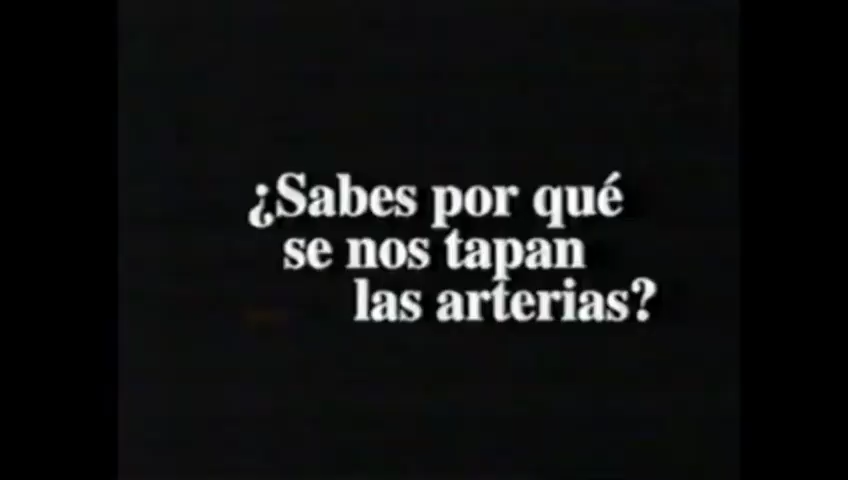 ¿Sabes por qué
se nos tapan
las arterias?